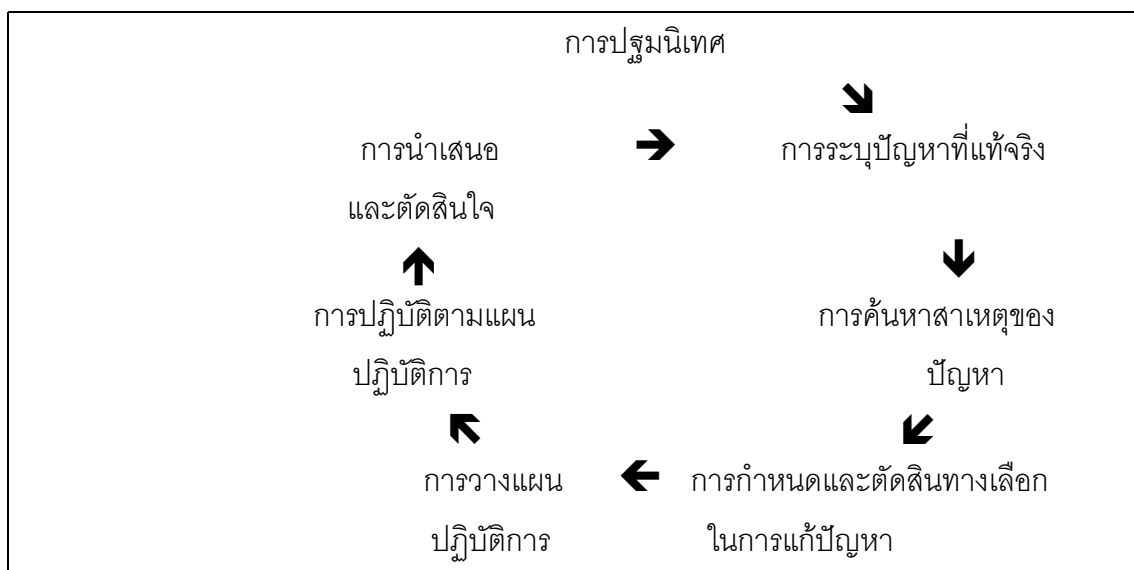 การปฐมนิเทศ
การนำเสนอ → การระบุปัญหาที่แท้จริง
และตัดสินใจ
การปฏิบัติตามแผน การค้นหาสาเหตุของ
ปฏิบัติการ ปัญหา
การวางแผน ← การกำหนดและตัดสินทางเลือก
ปฏิบัติการ ในการแก้ปัญหา